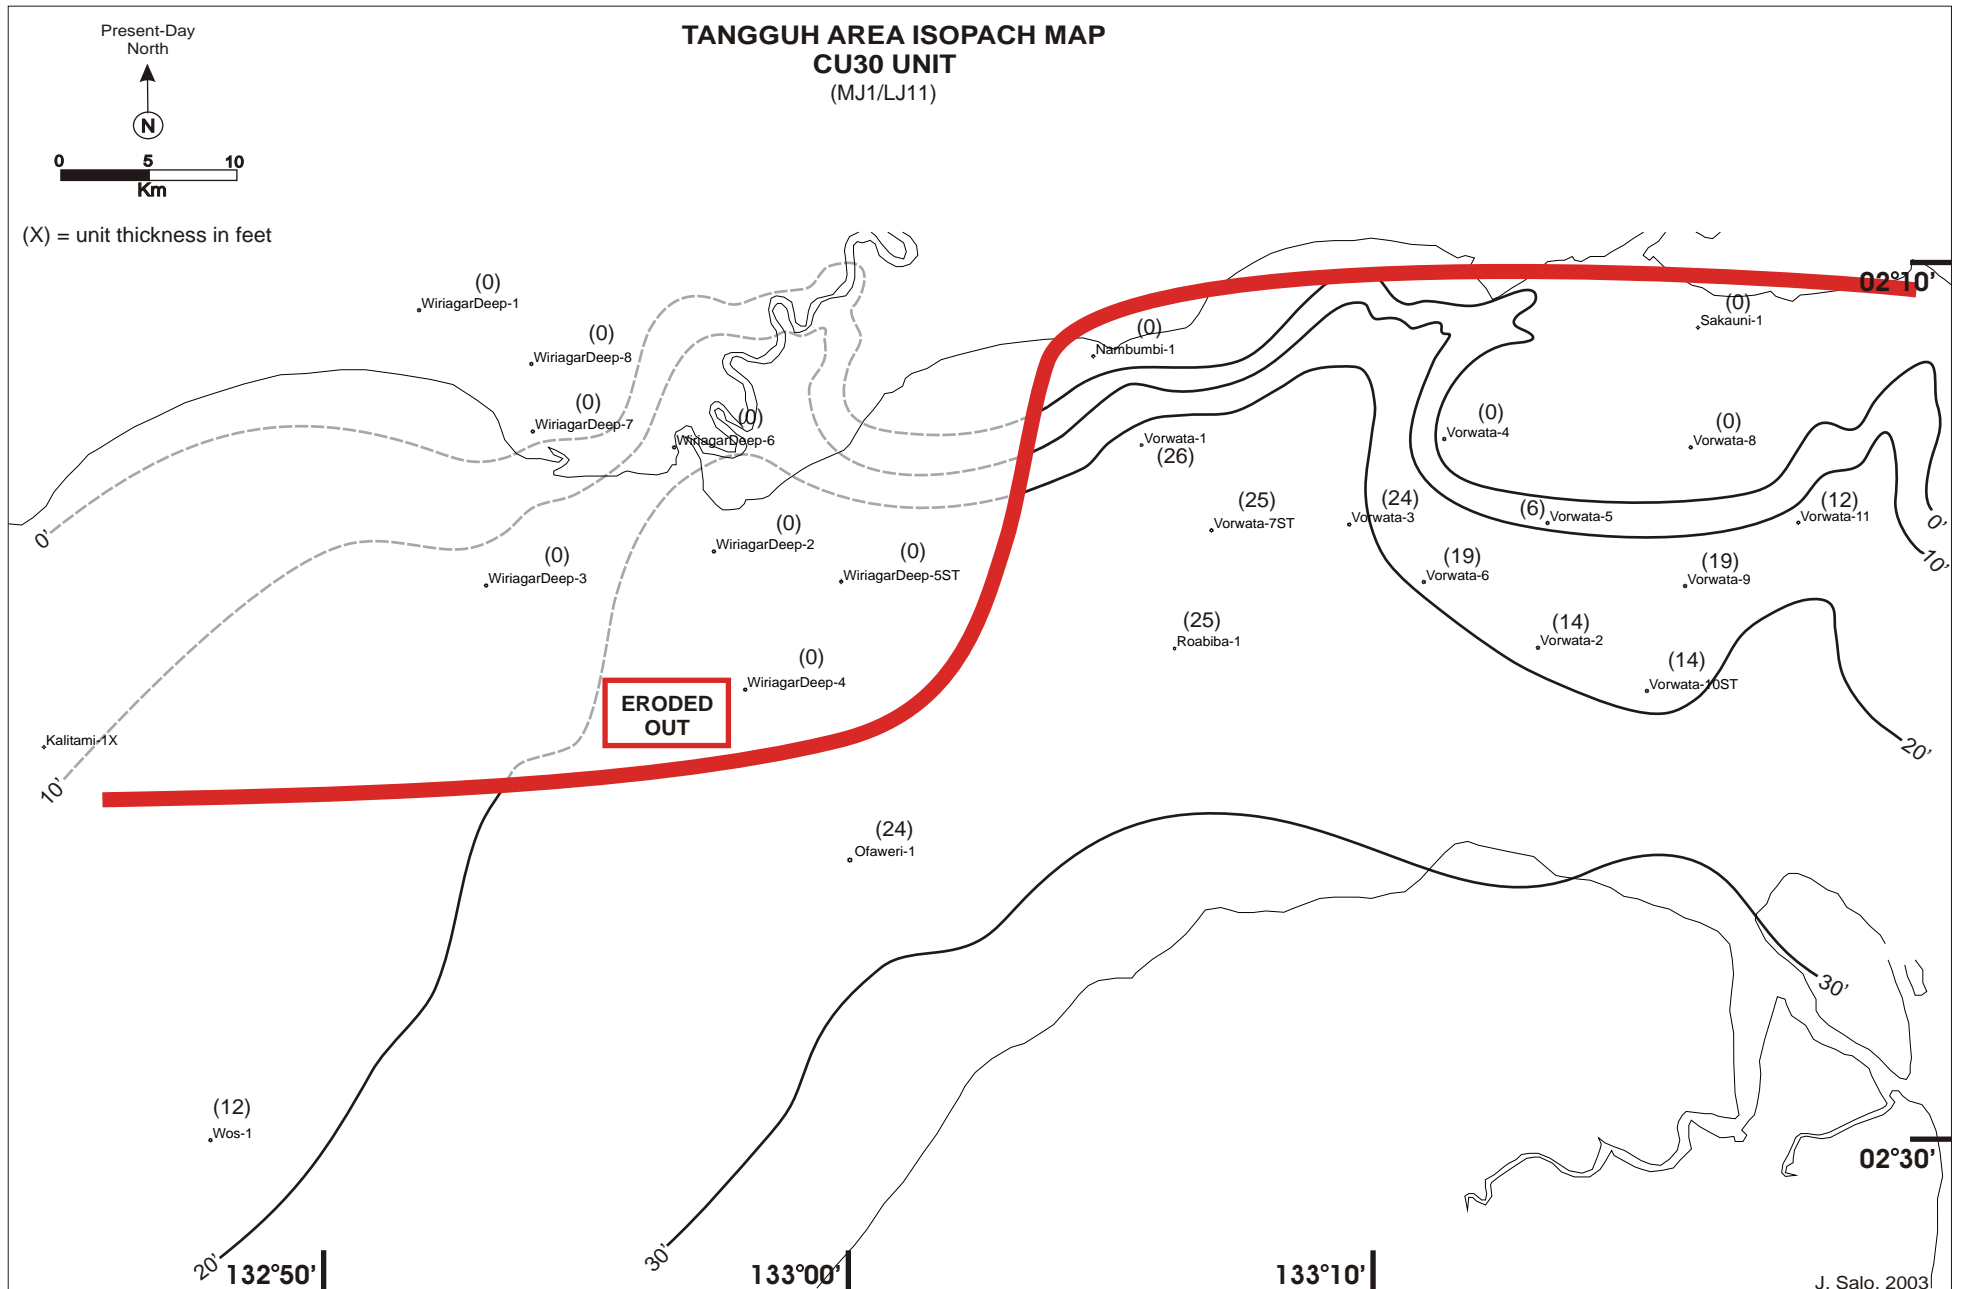 TANGGUH AREA ISOPACH MAP
CU30 UNIT
(MJ1/LJ11)
Present-Day
North
N
0 5 10
Km
(X) = unit thickness in feet
02°10'
(0)
WiriagarDeep-1
(0)
WiriagarDeep-8
(0)
WiriagarDeep-7
(0)
WiriagarDeep-6
(0)
Nambumbi-1
(0)
Sakauni-1
Vorwata-1
(26)
(0)
Vorwata-4
(0)
Vorwata-8
(25)
Vorwata-7ST
(24)
Vorwata-3
(6)
Vorwata-5
(12)
Vorwata-11
0'
10'
0'
(0)
WiriagarDeep-2
(0)
WiriagarDeep-3
(0)
WiriagarDeep-5ST
(19)
Vorwata-6
(19)
Vorwata-9
(25)
Roabiba-1
(14)
Vorwata-2
(14)
Vorwata-10ST
(0)
WiriagarDeep-4
ERODED
OUT
Kalitami-1X
10'
20'
(24)
Ofaweri-1
30'
(12)
Wos-1
02°30'
20'
30'
132°50'
133°00'
133°10'
J. Salo, 2003